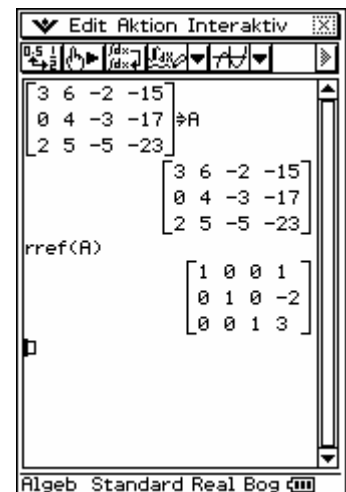 Edit Aktion Interaktiv
[3 6 -2 -15]
[0 4 -3 -17]⇒A
[2 5 -5 -23]
[3 6 -2 -15]
[0 4 -3 -17]
[2 5 -5 -23]
rref(A)
[1 0 0 1]
[0 1 0 -2]
[0 0 1 3]
Algeb Standard Real Bog